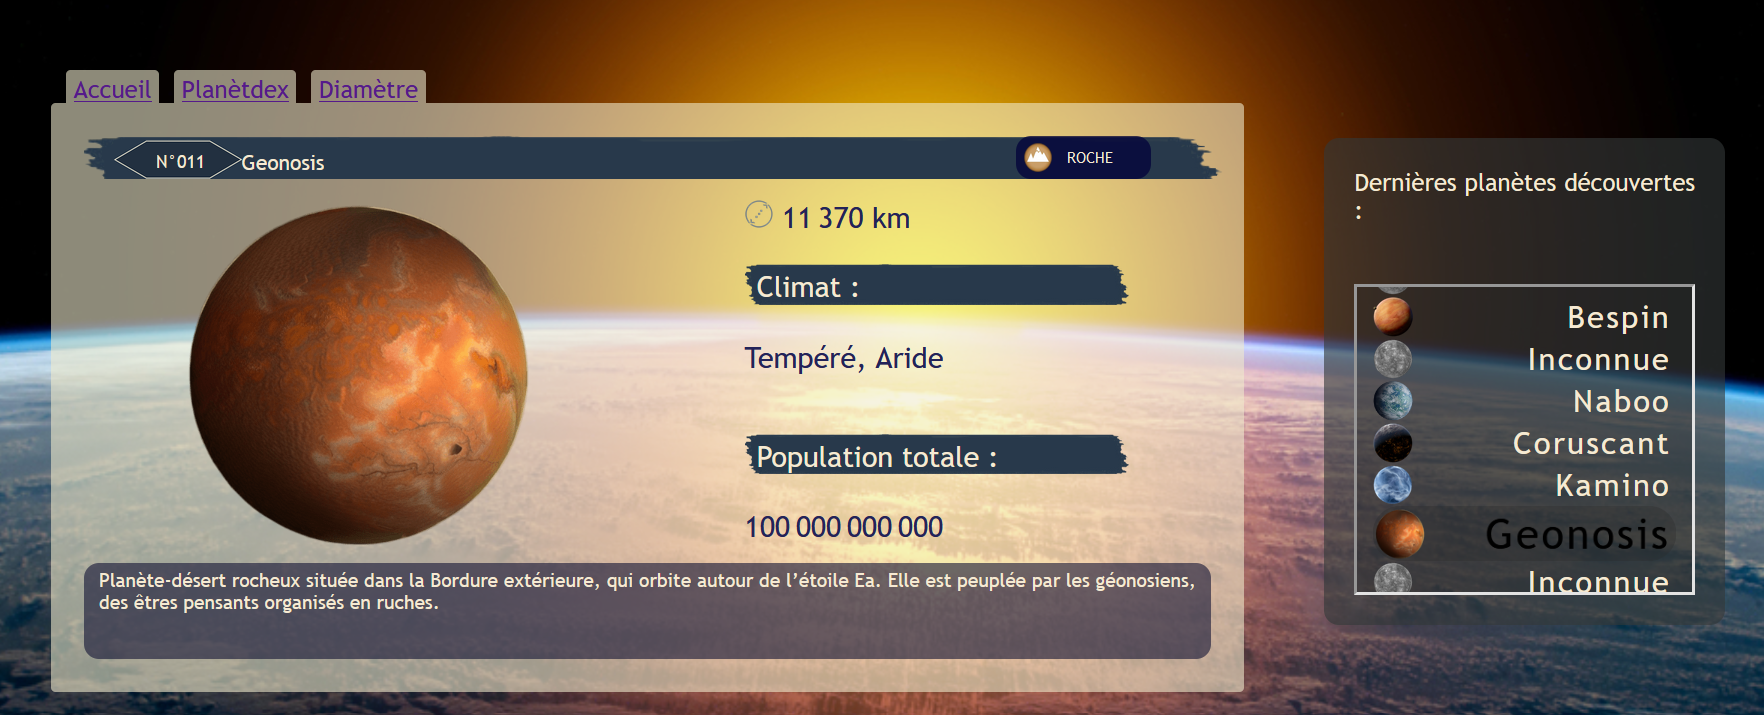 Accueil Planètdex Diamètre
N°011 Geonosis ROCHE
11 370 km
Climat :
Tempéré, Aride
Population totale :
100 000 000 000
Planète-désert rocheux située dans la Bordure extérieure, qui orbite autour de l’étoile Ea. Elle est peuplée par les géonosiens,
des êtres pensants organisés en ruches.
Dernières planètes découvertes
:
Bespin
Inconnue
Naboo
Coruscant
Kamino
Geonosis
Inconnue